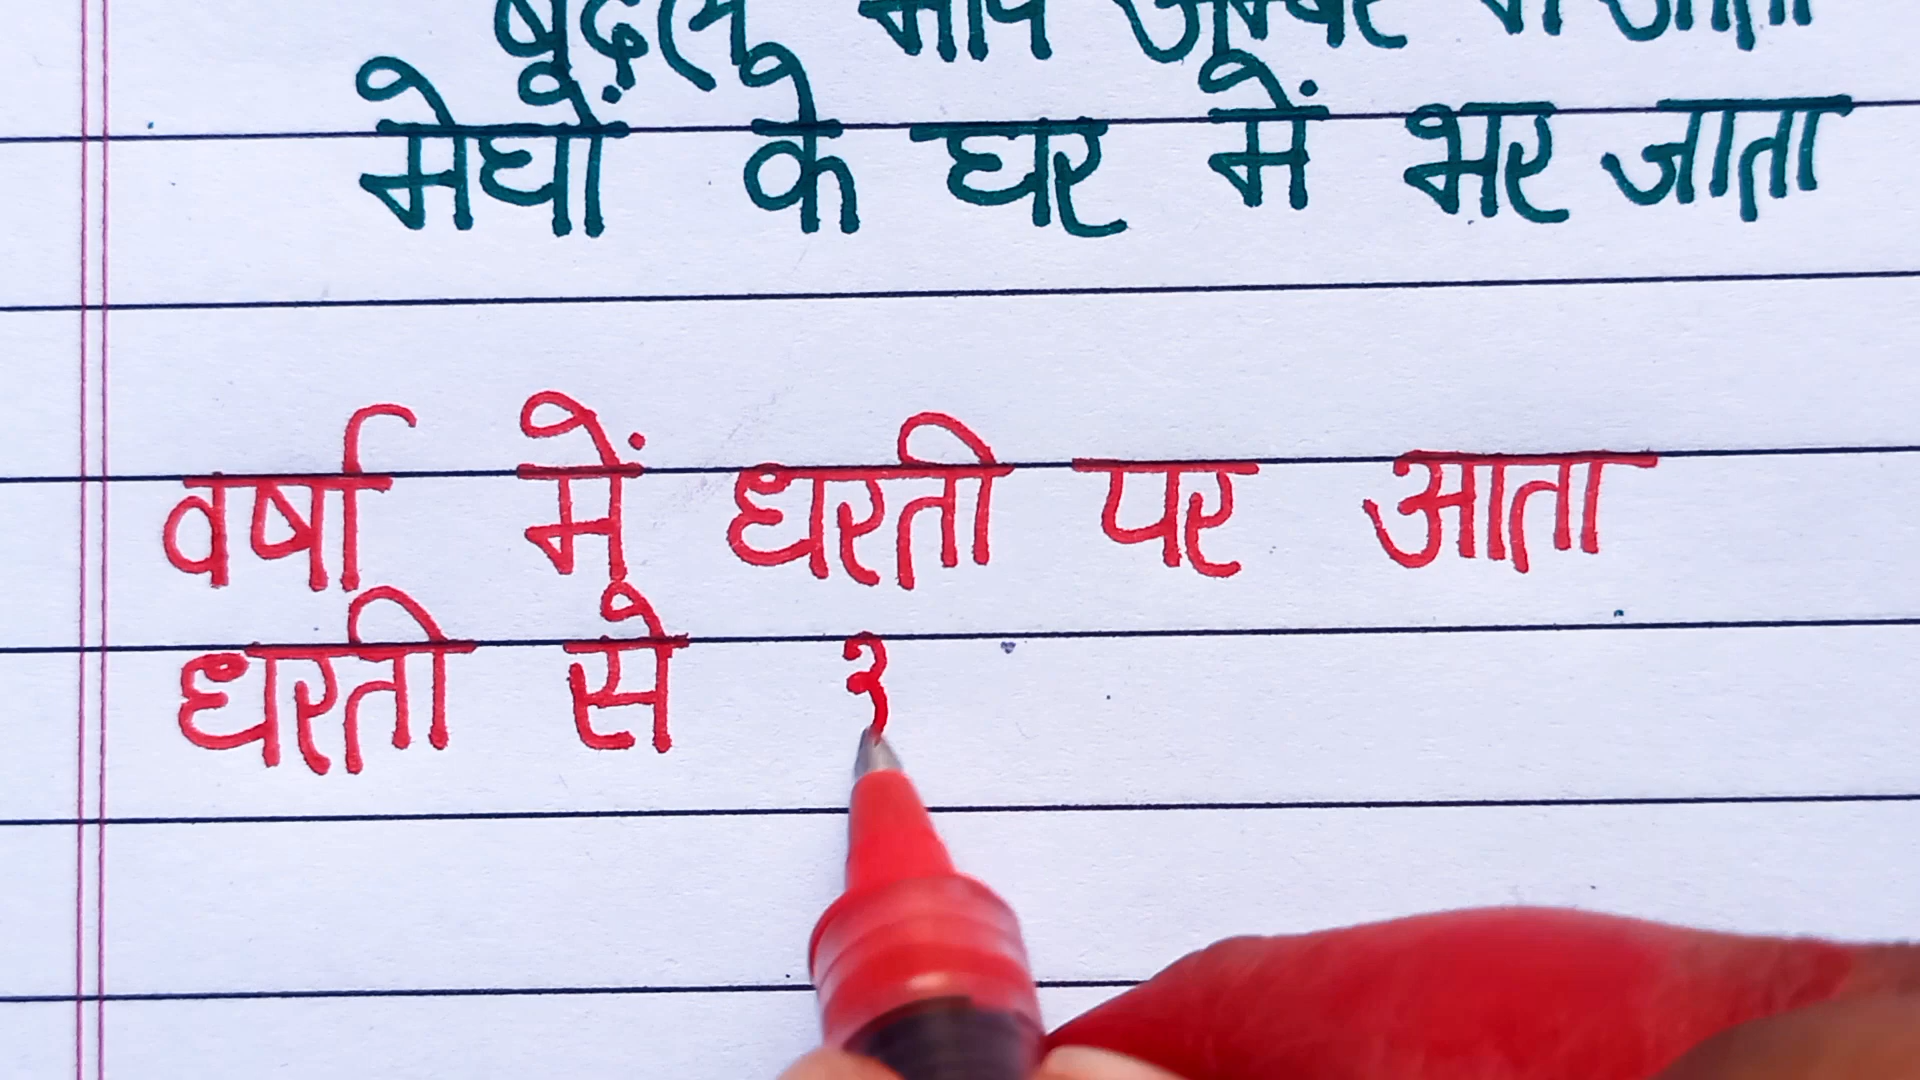 मेघों के घर में भर जाता
वर्षा में धरती पर आता
धरती से